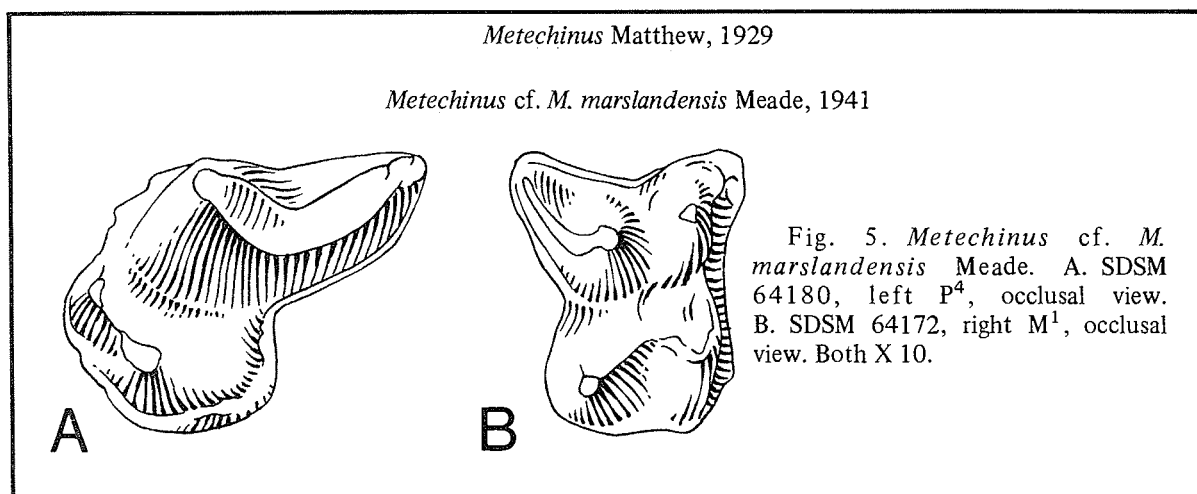 Metechinus Matthew, 1929
Metechinus cf. M. marslandensis Meade, 1941
Fig. 5. Metechinus cf. M.
marslandensis Meade. A. SDSM
64180, left P⁴, occlusal view.
B. SDSM 64172, right M¹, occlusal
view. Both X 10.
A
B